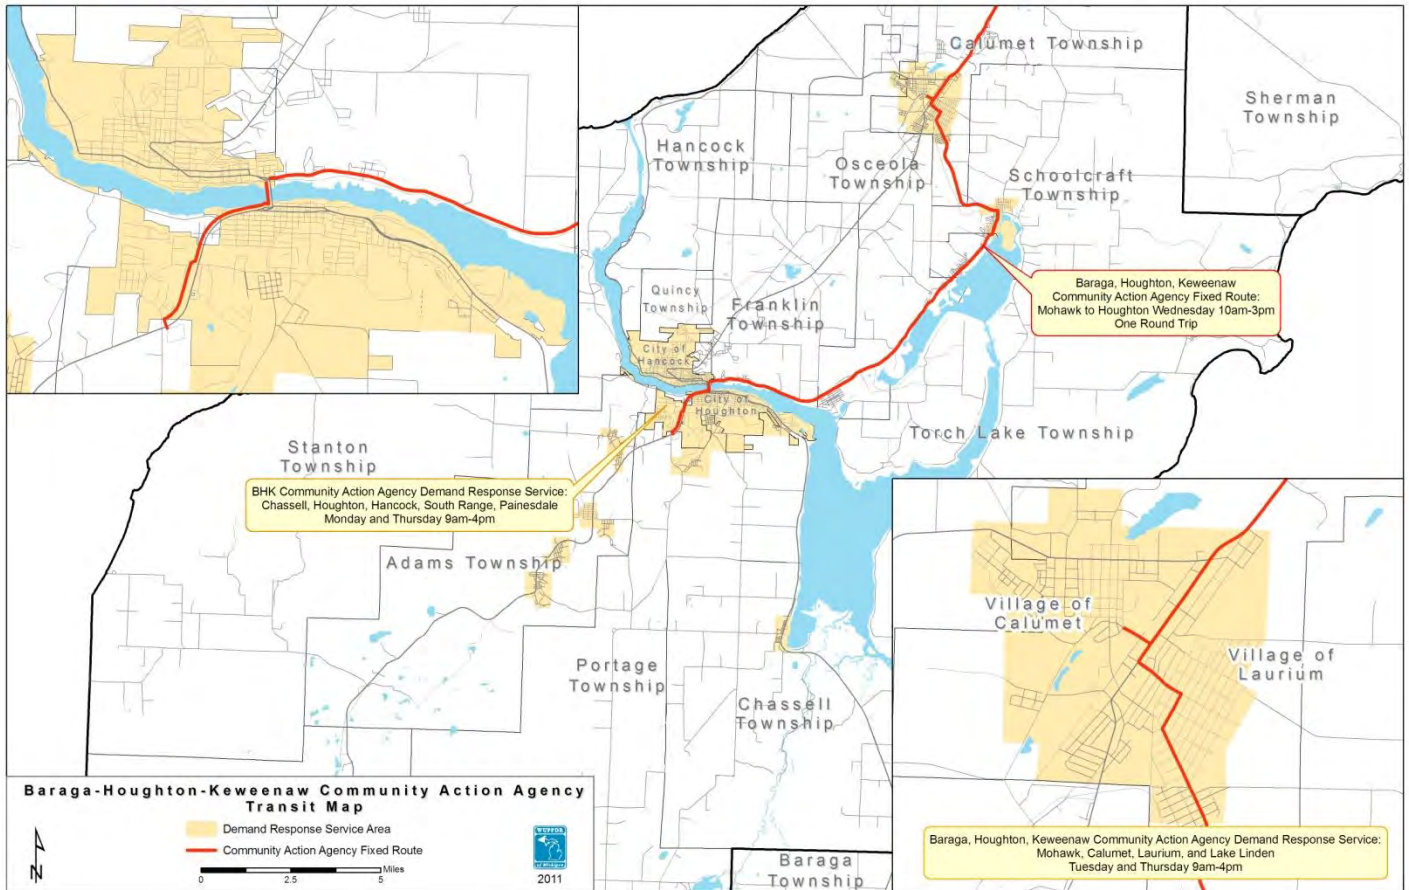 Calumet Township
Sherman
Township
Hancock
Township
Osceola
Township
Schoolcraft
Township
Baraga, Houghton, Keweenaw
Community Action Agency Fixed Route:
Mohawk to Houghton Wednesday 10am-3pm
One Round Trip
Quincy
Township
Franklin
Township
City of
Hancock
City of
Houghton
Torch Lake Township
Stanton
Township
BHK Community Action Agency Demand Response Service:
Chassell, Houghton, Hancock, South Range, Painesdale
Monday and Thursday 9am-4pm
Adams Township
Portage
Township
Chassell
Township
Village of
Calumet
Village of
Laurium
Baraga, Houghton, Keweenaw Community Action Agency Demand Response Service:
Mohawk, Calumet, Laurium, and Lake Linden
Tuesday and Thursday 9am-4pm
Baraga
Township
Baraga-Houghton-Keweenaw Community Action Agency
Transit Map
Demand Response Service Area
Community Action Agency Fixed Route
Miles
0 2.5 5
N
WUPPDR
2011